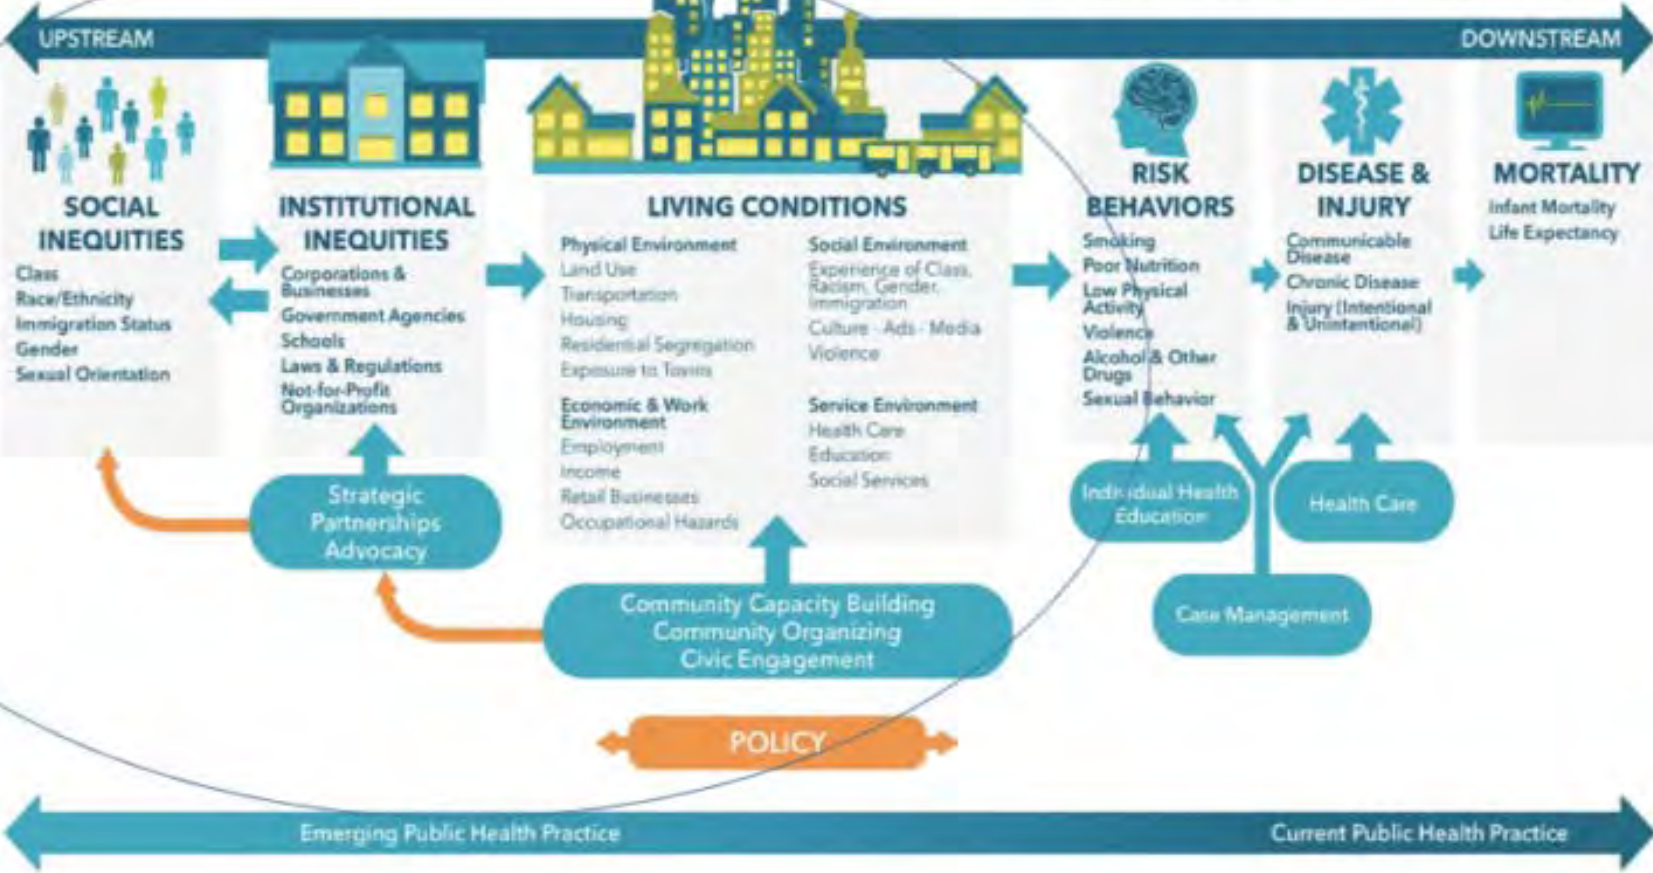 UPSTREAM
DOWNSTREAM
SOCIAL
INEQUITIES
Class
Race/Ethnicity
Immigration Status
Gender
Sexual Orientation
INSTITUTIONAL
INEQUITIES
Corporations &
Businesses
Government Agencies
Schools
Laws & Regulations
Not-for-Profit
Organizations
LIVING CONDITIONS
Physical Environment
Land Use
Transportation
Housing
Residential Segregation
Exposure to Toxins
Economic & Work
Environment
Employment
Income
Retail Businesses
Occupational Hazards
Social Environment
Experience of Class,
Racism, Gender,
Immigration
Culture - Ads - Media
Violence
Service Environment
Health Care
Education
Social Services
RISK
BEHAVIORS
Smoking
Poor Nutrition
Low Physical
Activity
Violence
Alcohol & Other
Drugs
Sexual Behavior
DISEASE &
INJURY
Communicable
Disease
Chronic Disease
Injury (Intentional
& Unintentional)
MORTALITY
Infant Mortality
Life Expectancy
Strategic
Partnerships
Advocacy
Community Capacity Building
Community Organizing
Civic Engagement
Individual Health
Education
Health Care
Case Management
POLICY
Emerging Public Health Practice
Current Public Health Practice